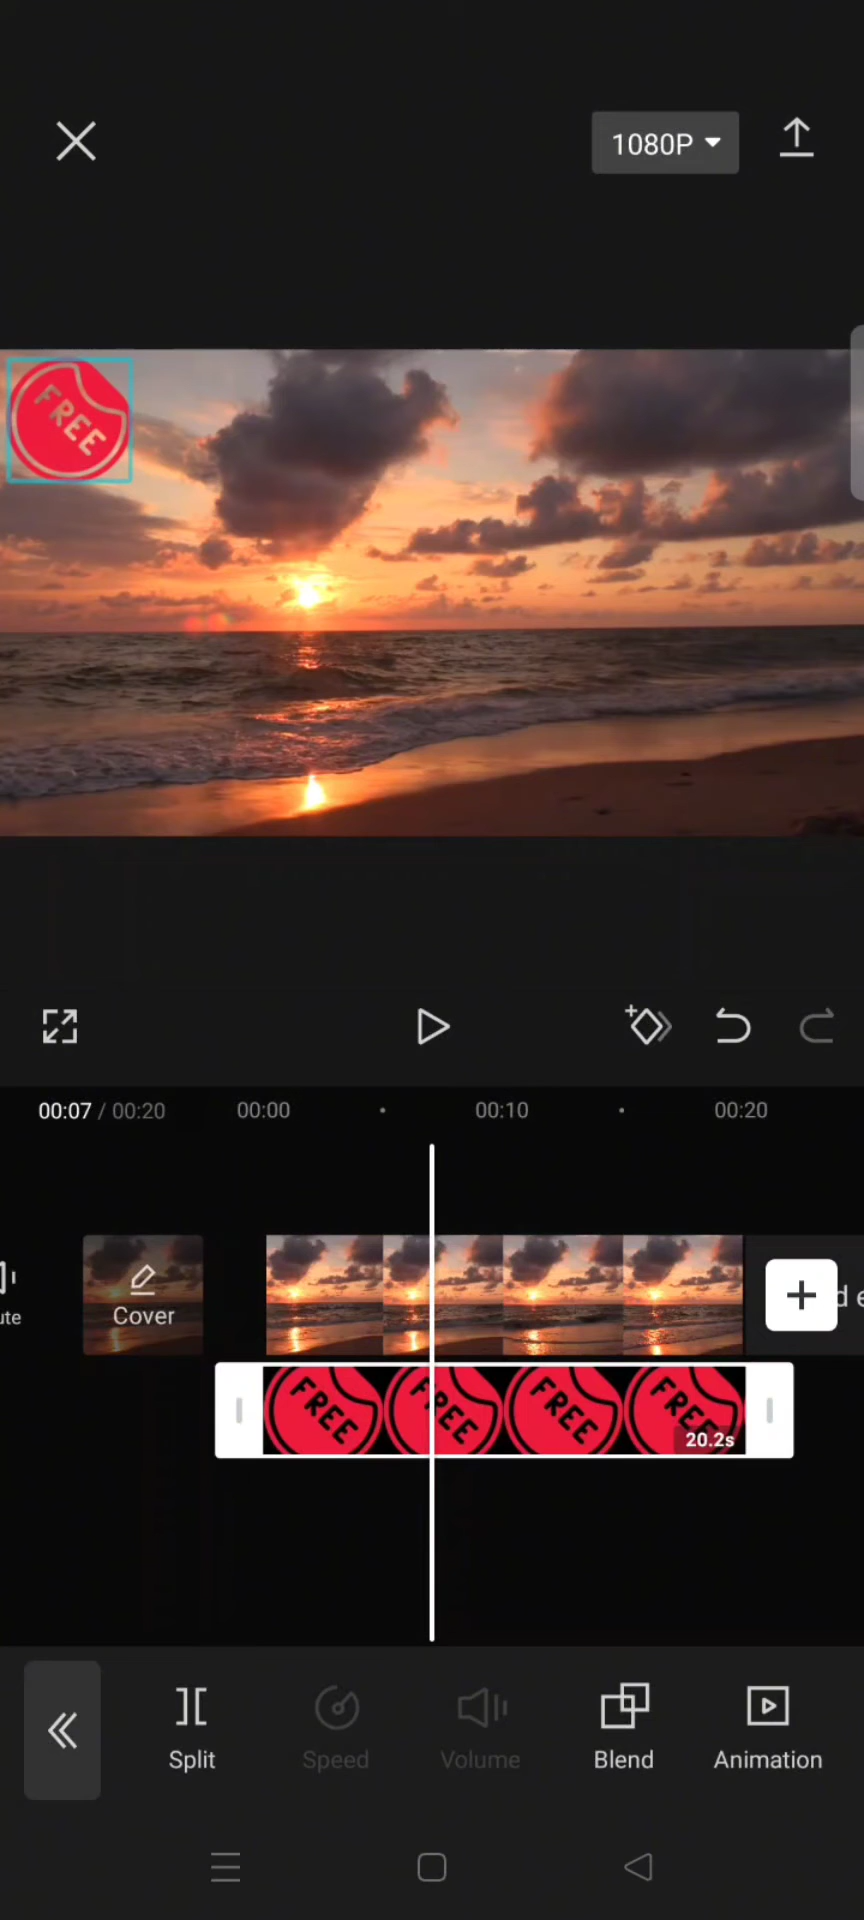 1080P
FREE
00:07 / 00:20
00:00
00:10
00:20
ute
Cover
d e
FREE
FREE
FREE
FREE
20.2s
Split
Speed
Volume
Blend
Animation